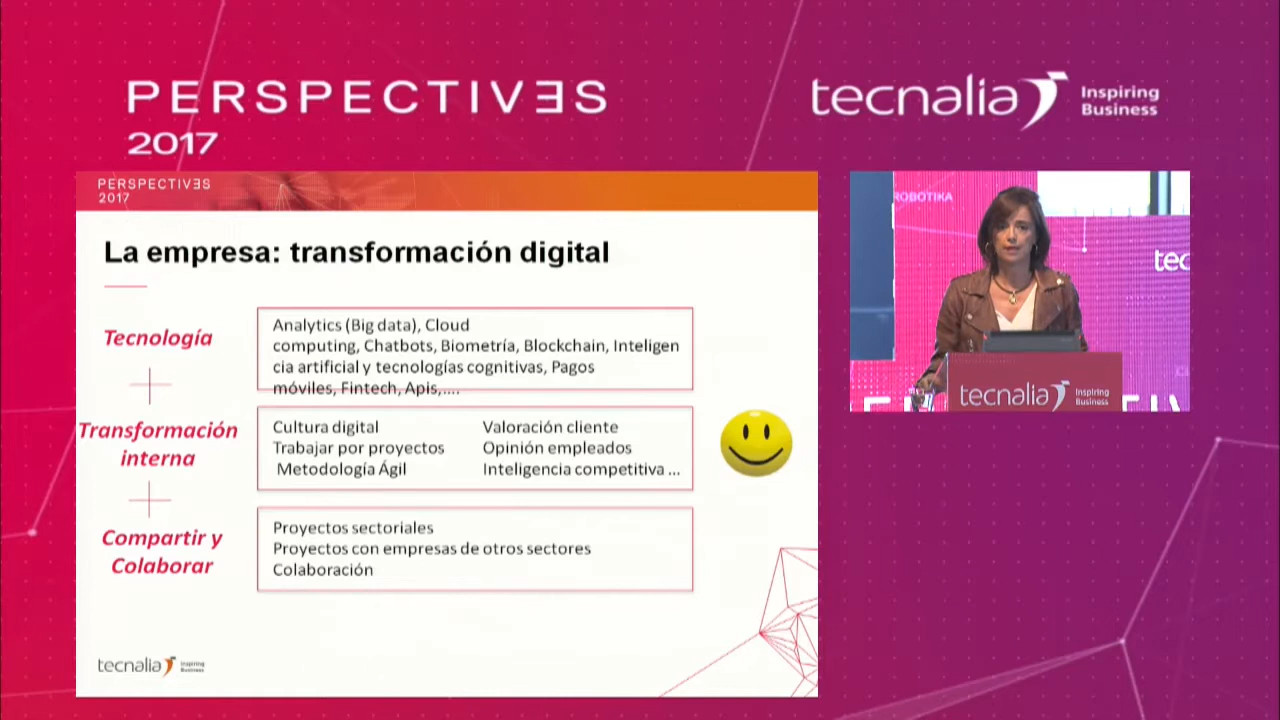 PERSPECTIVƎS
2017
tecnalia Inspiring Business
PERSPECTIVƎS
2017
La empresa: transformación digital
Tecnología
Analytics (Big data), Cloud
computing, Chatbots, Biometría, Blockchain, Inteligen
cia artificial y tecnologías cognitivas, Pagos
móviles, Fintech, Apis,....
Transformación
interna
Cultura digital
Trabajar por proyectos
Metodología Ágil
Valoración cliente
Opinión empleados
Inteligencia competitiva ...
Compartir y
Colaborar
Proyectos sectoriales
Proyectos con empresas de otros sectores
Colaboración
tecnalia Inspiring Business
ROBOTIKA
tec
tecnalia Inspiring Business